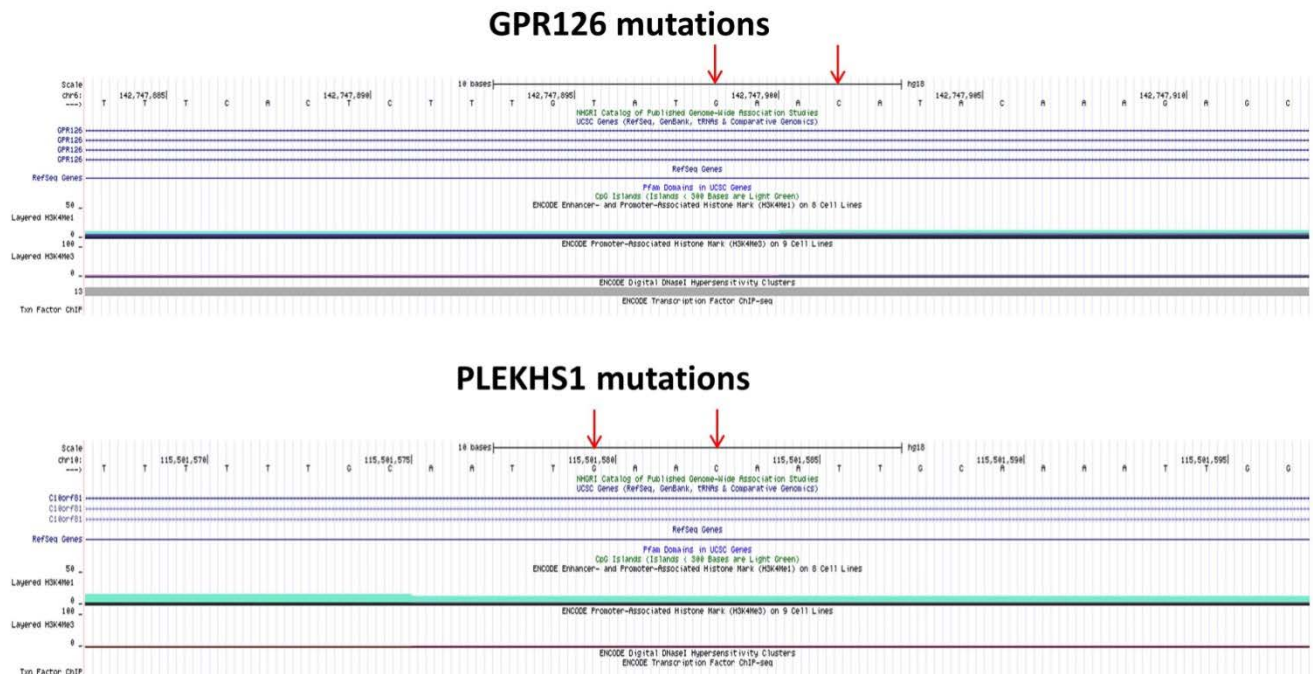 GPR126 mutations
Scale 10 bases hg18
chr6: 142,747,885 142,747,890 142,747,895 142,747,900 142,747,905 142,747,910
---> T T T C A C T C T T T G T A T G A A C A T A C A A A G A G C
NHGRI Catalog of Published Genome-Wide Association Studies
UCSC Genes (RefSeq, GenBank, tRNAs & Comparative Genomics)
GPR126
GPR126
GPR126
GPR126
RefSeq Genes
RefSeq Genes
Pfam Domains in UCSC Genes
CpG Islands (Islands < 300 Bases are Light Green)
50 _ ENCODE Enhancer- and Promoter-Associated Histone Mark (H3K4Me1) on 8 Cell Lines
Layered H3K4Me1
0 _
100 _ ENCODE Promoter-Associated Histone Mark (H3K4Me3) on 9 Cell Lines
Layered H3K4Me3
0 _
ENCODE Digital DNaseI Hypersensitivity Clusters
13
ENCODE Transcription Factor ChIP-seq
Txn Factor ChIP
PLEKHS1 mutations
Scale 10 bases hg18
chr10: 115,501,570 115,501,575 115,501,580 115,501,585 115,501,590 115,501,595
---> T T T T T T G C A A T T G A A C A A T T G C A A A A T T G G
NHGRI Catalog of Published Genome-Wide Association Studies
UCSC Genes (RefSeq, GenBank, tRNAs & Comparative Genomics)
C10orf81
C10orf81
C10orf81
RefSeq Genes
RefSeq Genes
Pfam Domains in UCSC Genes
CpG Islands (Islands < 300 Bases are Light Green)
50 _ ENCODE Enhancer- and Promoter-Associated Histone Mark (H3K4Me1) on 8 Cell Lines
Layered H3K4Me1
0 _
100 _ ENCODE Promoter-Associated Histone Mark (H3K4Me3) on 9 Cell Lines
Layered H3K4Me3
0 _
ENCODE Digital DNaseI Hypersensitivity Clusters
ENCODE Transcription Factor ChIP-seq
Txn Factor ChIP